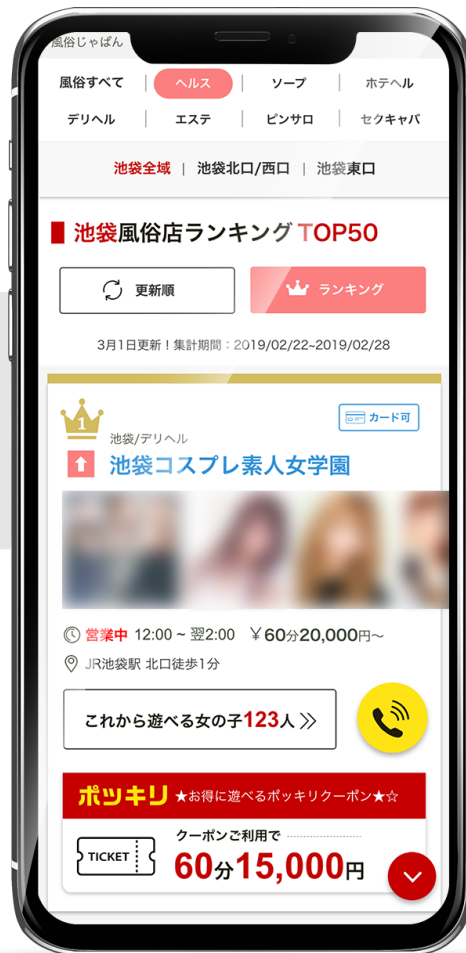 風俗じゃぱん
風俗すべて | ヘルス | ソープ | ホテヘル
デリヘル | エステ | ピンサロ | セクキャバ
池袋全域 | 池袋北口/西口 | 池袋東口
池袋風俗店ランキング TOP50
更新順 ランキング
3月1日更新！集計期間：2019/02/22~2019/02/28
1
カード可
池袋/デリヘル
池袋コスプレ素人女学園
営業中 12:00 ~ 翌2:00 ￥60分20,000円〜
JR池袋駅 北口徒歩1分
これから遊べる女の子123人
ポッキリ ★お得に遊べるポッキリクーポン★☆
クーポンご利用で
TICKET
60分15,000円